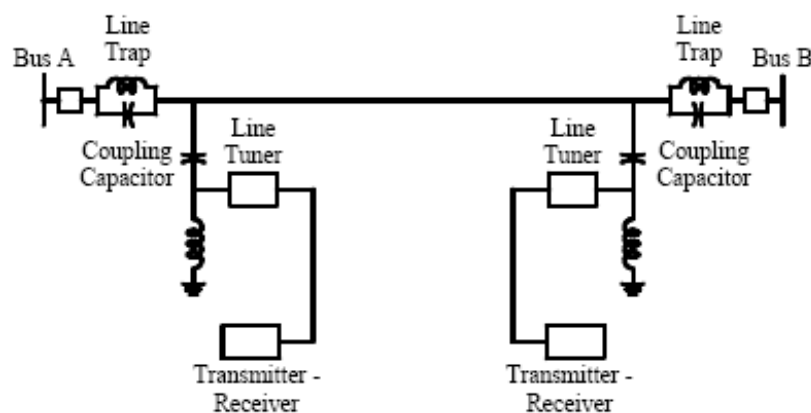 Line
Trap
Bus A
Line
Trap
Bus B
Coupling
Capacitor
Line
Tuner
Line
Tuner
Coupling
Capacitor
Transmitter -
Receiver
Transmitter -
Receiver